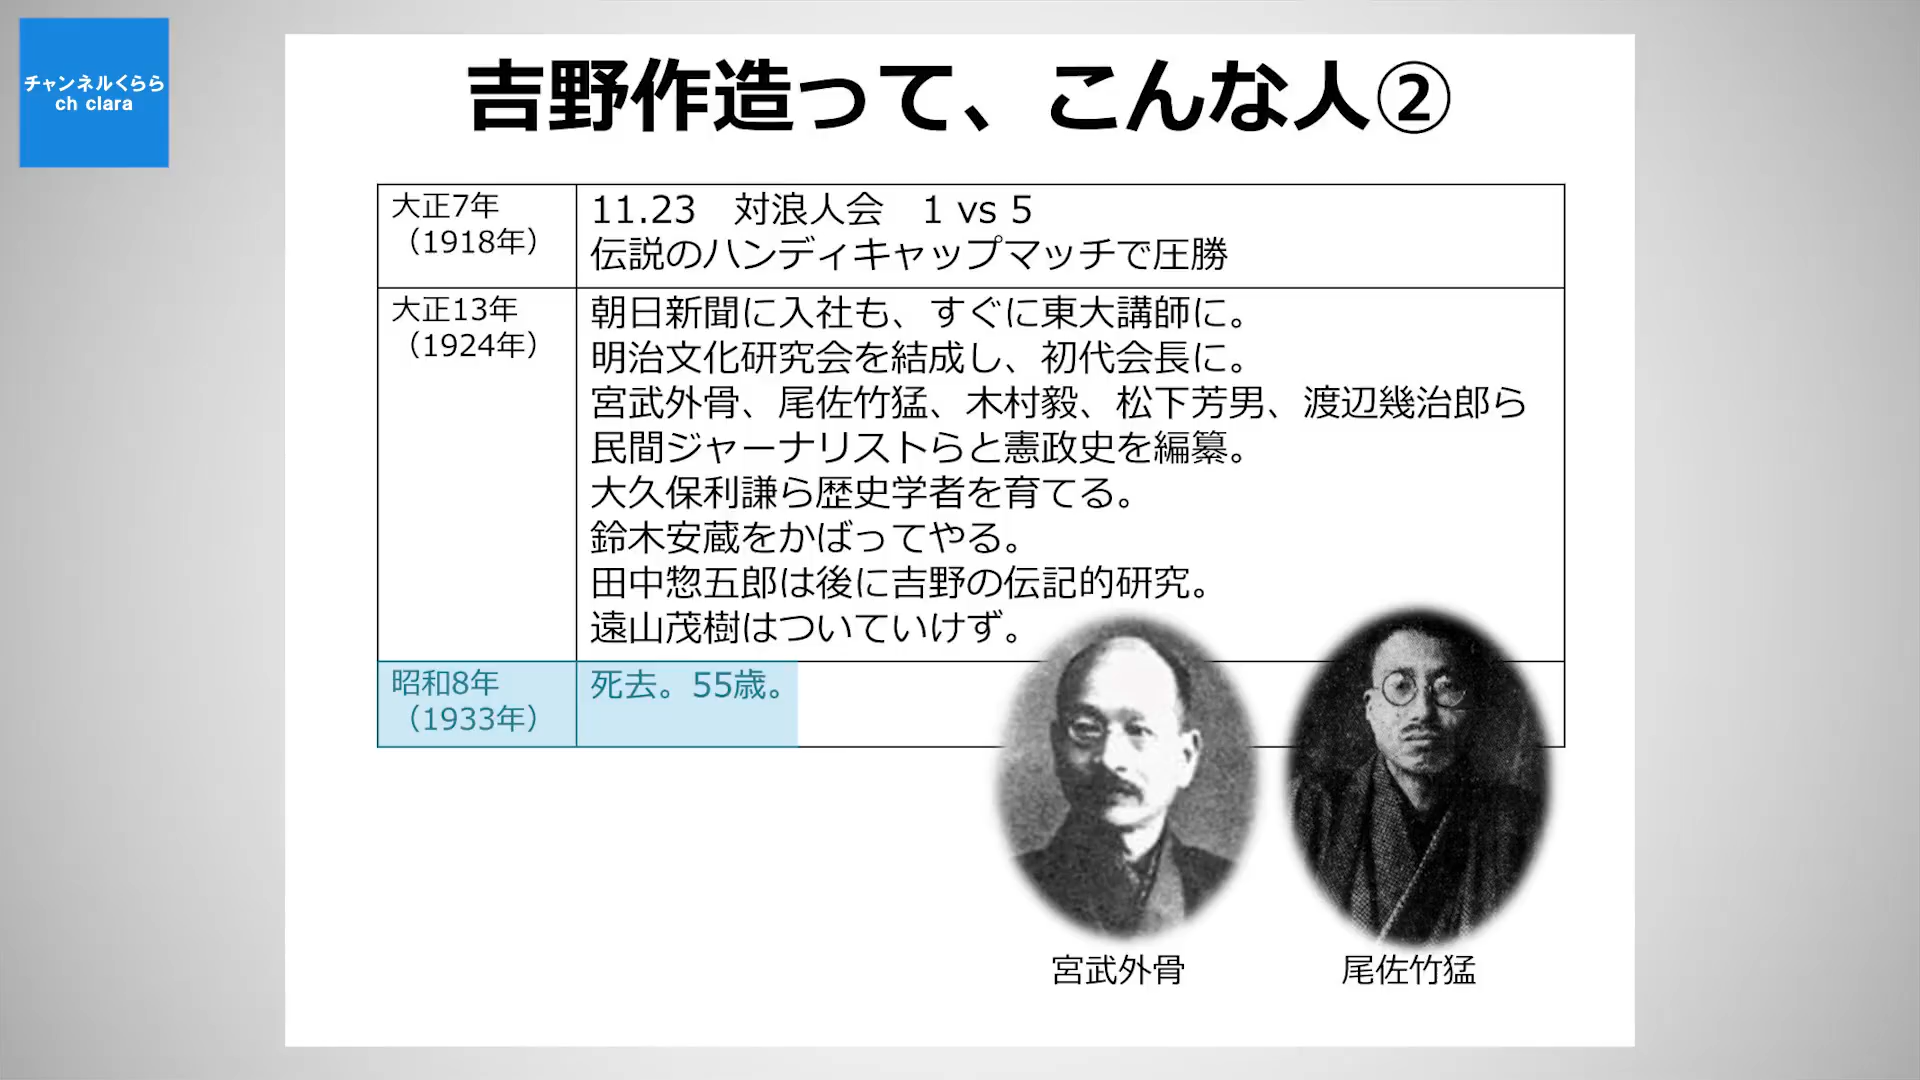 チャンネルくらら
ch clara
吉野作造って、こんな人②
大正7年
（1918年）
11.23　対浪人会　1 vs 5
伝説のハンディキャップマッチで圧勝
大正13年
（1924年）
朝日新聞に入社も、すぐに東大講師に。
明治文化研究会を結成し、初代会長に。
宮武外骨、尾佐竹猛、木村毅、松下芳男、渡辺幾治郎ら
民間ジャーナリストらと憲政史を編纂。
大久保利謙ら歴史学者を育てる。
鈴木安蔵をかばってやる。
田中惣五郎は後に吉野の伝記的研究。
遠山茂樹はついていけず。
昭和8年
（1933年）
死去。55歳。
宮武外骨
尾佐竹猛